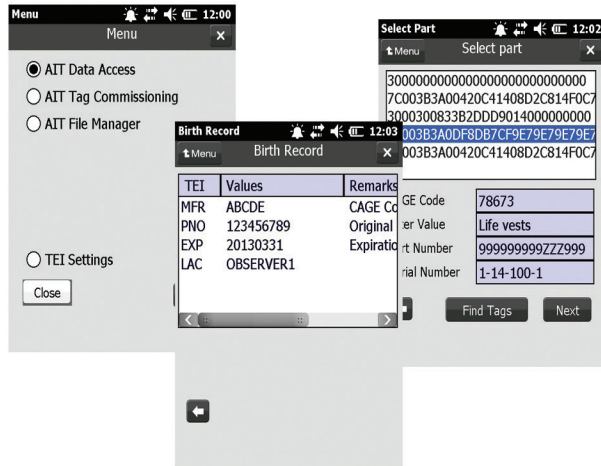 Menu 12:00
Menu
AIT Data Access
AIT Tag Commissioning
AIT File Manager
TEI Settings
Close
Birth Record 12:03
Menu Birth Record
TEI Values Remarks
MFR ABCDE CAGE Co
PNO 123456789 Original
EXP 20130331 Expiratio
LAC OBSERVER1
Select Part 12:02
Menu Select part
300000000000000000000000000
7C003B3A00420C41408D2C814F0C7
3000300833B2DDD9014000000000
003B3A0DF8DB7CF9E79E79E79E7
003B3A00420C41408D2C814F0C7
GE Code 78673
er Value Life vests
rt Number 999999999ZZZ999
rial Number 1-14-100-1
Find Tags Next